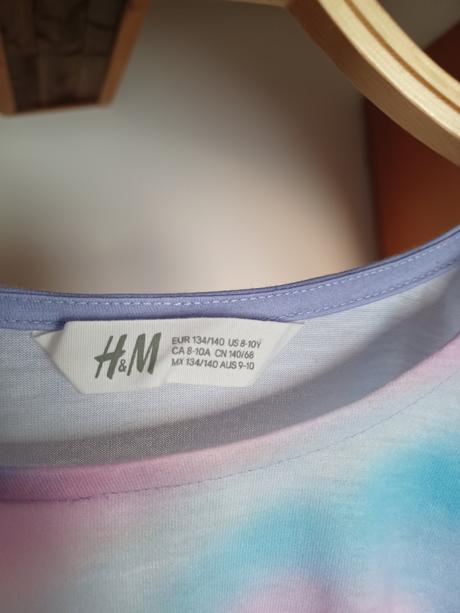 H&M
EUR 134/140 US 8-10Y
CA 8-10A CN 140/68
MX 134/140 AUS 9-10